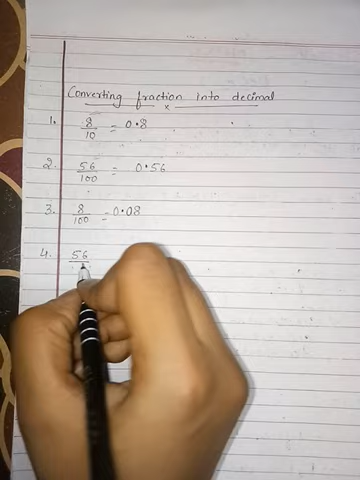 Converting fraction into decimal
x
1. 8/10 = 0.8
2. 56/100 = 0.56
3. 8/100 = 0.08
4. 56